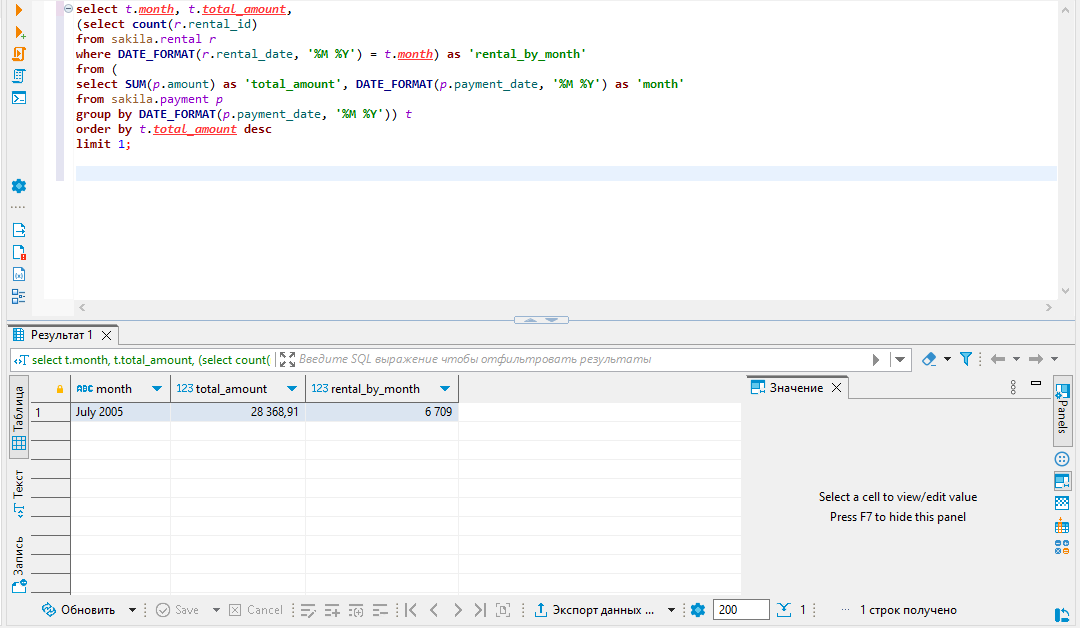 select t.month, t.total_amount,
(select count(r.rental_id)
from sakila.rental r
where DATE_FORMAT(r.rental_date, '%M %Y') = t.month) as 'rental_by_month'
from (
select SUM(p.amount) as 'total_amount', DATE_FORMAT(p.payment_date, '%M %Y') as 'month'
from sakila.payment p
group by DATE_FORMAT(p.payment_date, '%M %Y')) t
order by t.total_amount desc
limit 1;
Результат 1
select t.month, t.total_amount, (select count( Введите SQL выражение чтобы отфильтровать результаты
Таблица
Текст
Запись
ABC month 123 total_amount 123 rental_by_month
1 July 2005 28 368,91 6 709
Значение
Select a cell to view/edit value
Press F7 to hide this panel
Panels
Обновить Save Cancel Экспорт данных ... 200 1 ... 1 строк получено